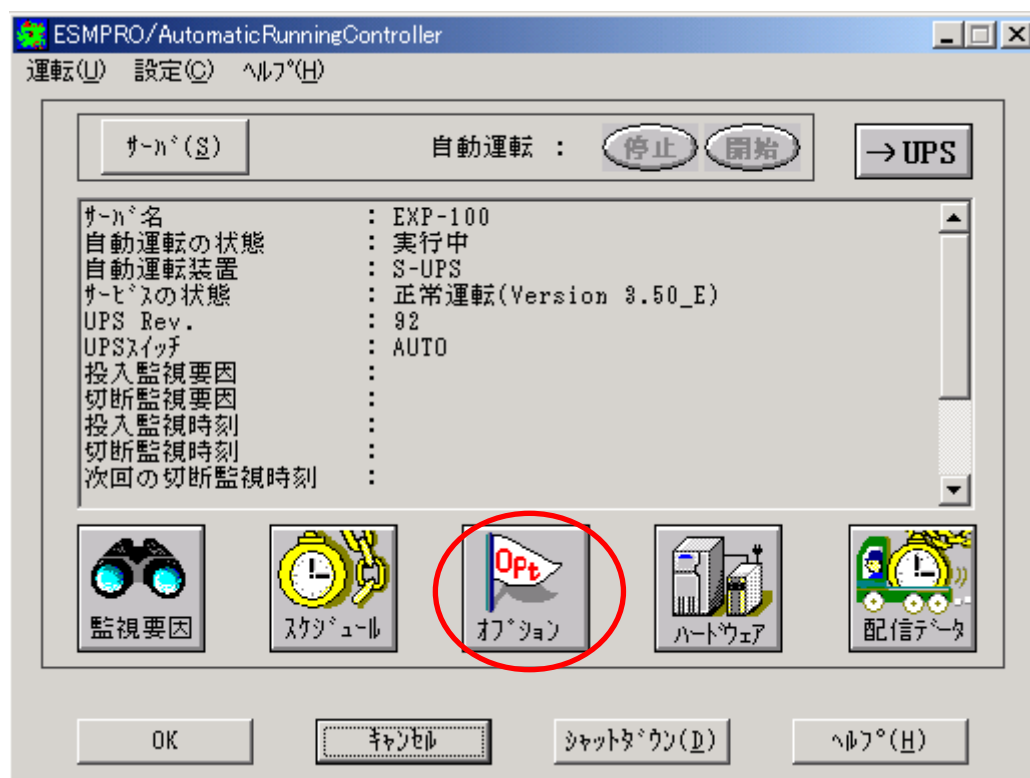 ESMPRO/AutomaticRunningController
運転(U) 設定(C) ﾍﾙﾌﾟ(H)
ｻｰﾊﾞ(S) 自動運転 : 停止 開始 →UPS
ｻｰﾊﾞ名 : EXP-100
自動運転の状態 : 実行中
自動運転装置 : S-UPS
ｻｰﾋﾞｽの状態 : 正常運転(Version 3.50_E)
UPS Rev. : 92
UPSｽｲｯﾁ : AUTO
投入監視要因 :
切断監視要因 :
投入監視時刻 :
切断監視時刻 :
次回の切断監視時刻 :
OPt
監視要因 ｽｹｼﾞｭｰﾙ ｵﾌﾟｼｮﾝ ﾊｰﾄﾞｳｪｱ 配信ﾃﾞｰﾀ
OK ｷｬﾝｾﾙ ｼｬｯﾄﾀﾞｳﾝ(D) ﾍﾙﾌﾟ(H)